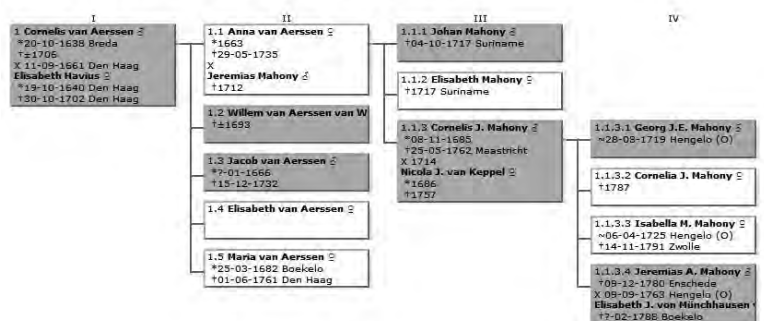 I II III IV
1 Cornelis van Aerssen ♂
*20-10-1638 Breda
†±1706
X 11-09-1661 Den Haag
Elisabeth Havius ♀
*19-10-1640 Den Haag
†30-10-1702 Den Haag
1.1 Anna van Aerssen ♀
*1663
†29-05-1735
X
Jeremias Mahony ♂
†1712
1.2 Willem van Aerssen van W
†±1693
1.3 Jacob van Aerssen ♂
*?-01-1666
†15-12-1732
1.4 Elisabeth van Aerssen ♀
1.5 Maria van Aerssen ♀
*25-03-1682 Boekelo
†01-06-1761 Den Haag
1.1.1 Johan Mahony ♂
†04-10-1717 Suriname
1.1.2 Elisabeth Mahony ♀
†1717 Suriname
1.1.3 Cornelis J. Mahony ♂
*08-11-1685
†25-05-1762 Maastricht
X 1714
Nicola J. van Keppel ♀
*1686
†1757
1.1.3.1 Georg J.E. Mahony ♂
~28-08-1719 Hengelo (O)
1.1.3.2 Cornelia J. Mahony ♀
†1787
1.1.3.3 Isabella M. Mahony ♀
~06-04-1725 Hengelo (O)
†14-11-1791 Zwolle
1.1.3.4 Jeremias A. Mahony ♂
†09-12-1780 Enschede
X 09-09-1763 Hengelo (O)
Elisabeth J. von Münchhausen
†?-02-1788 Boekelo